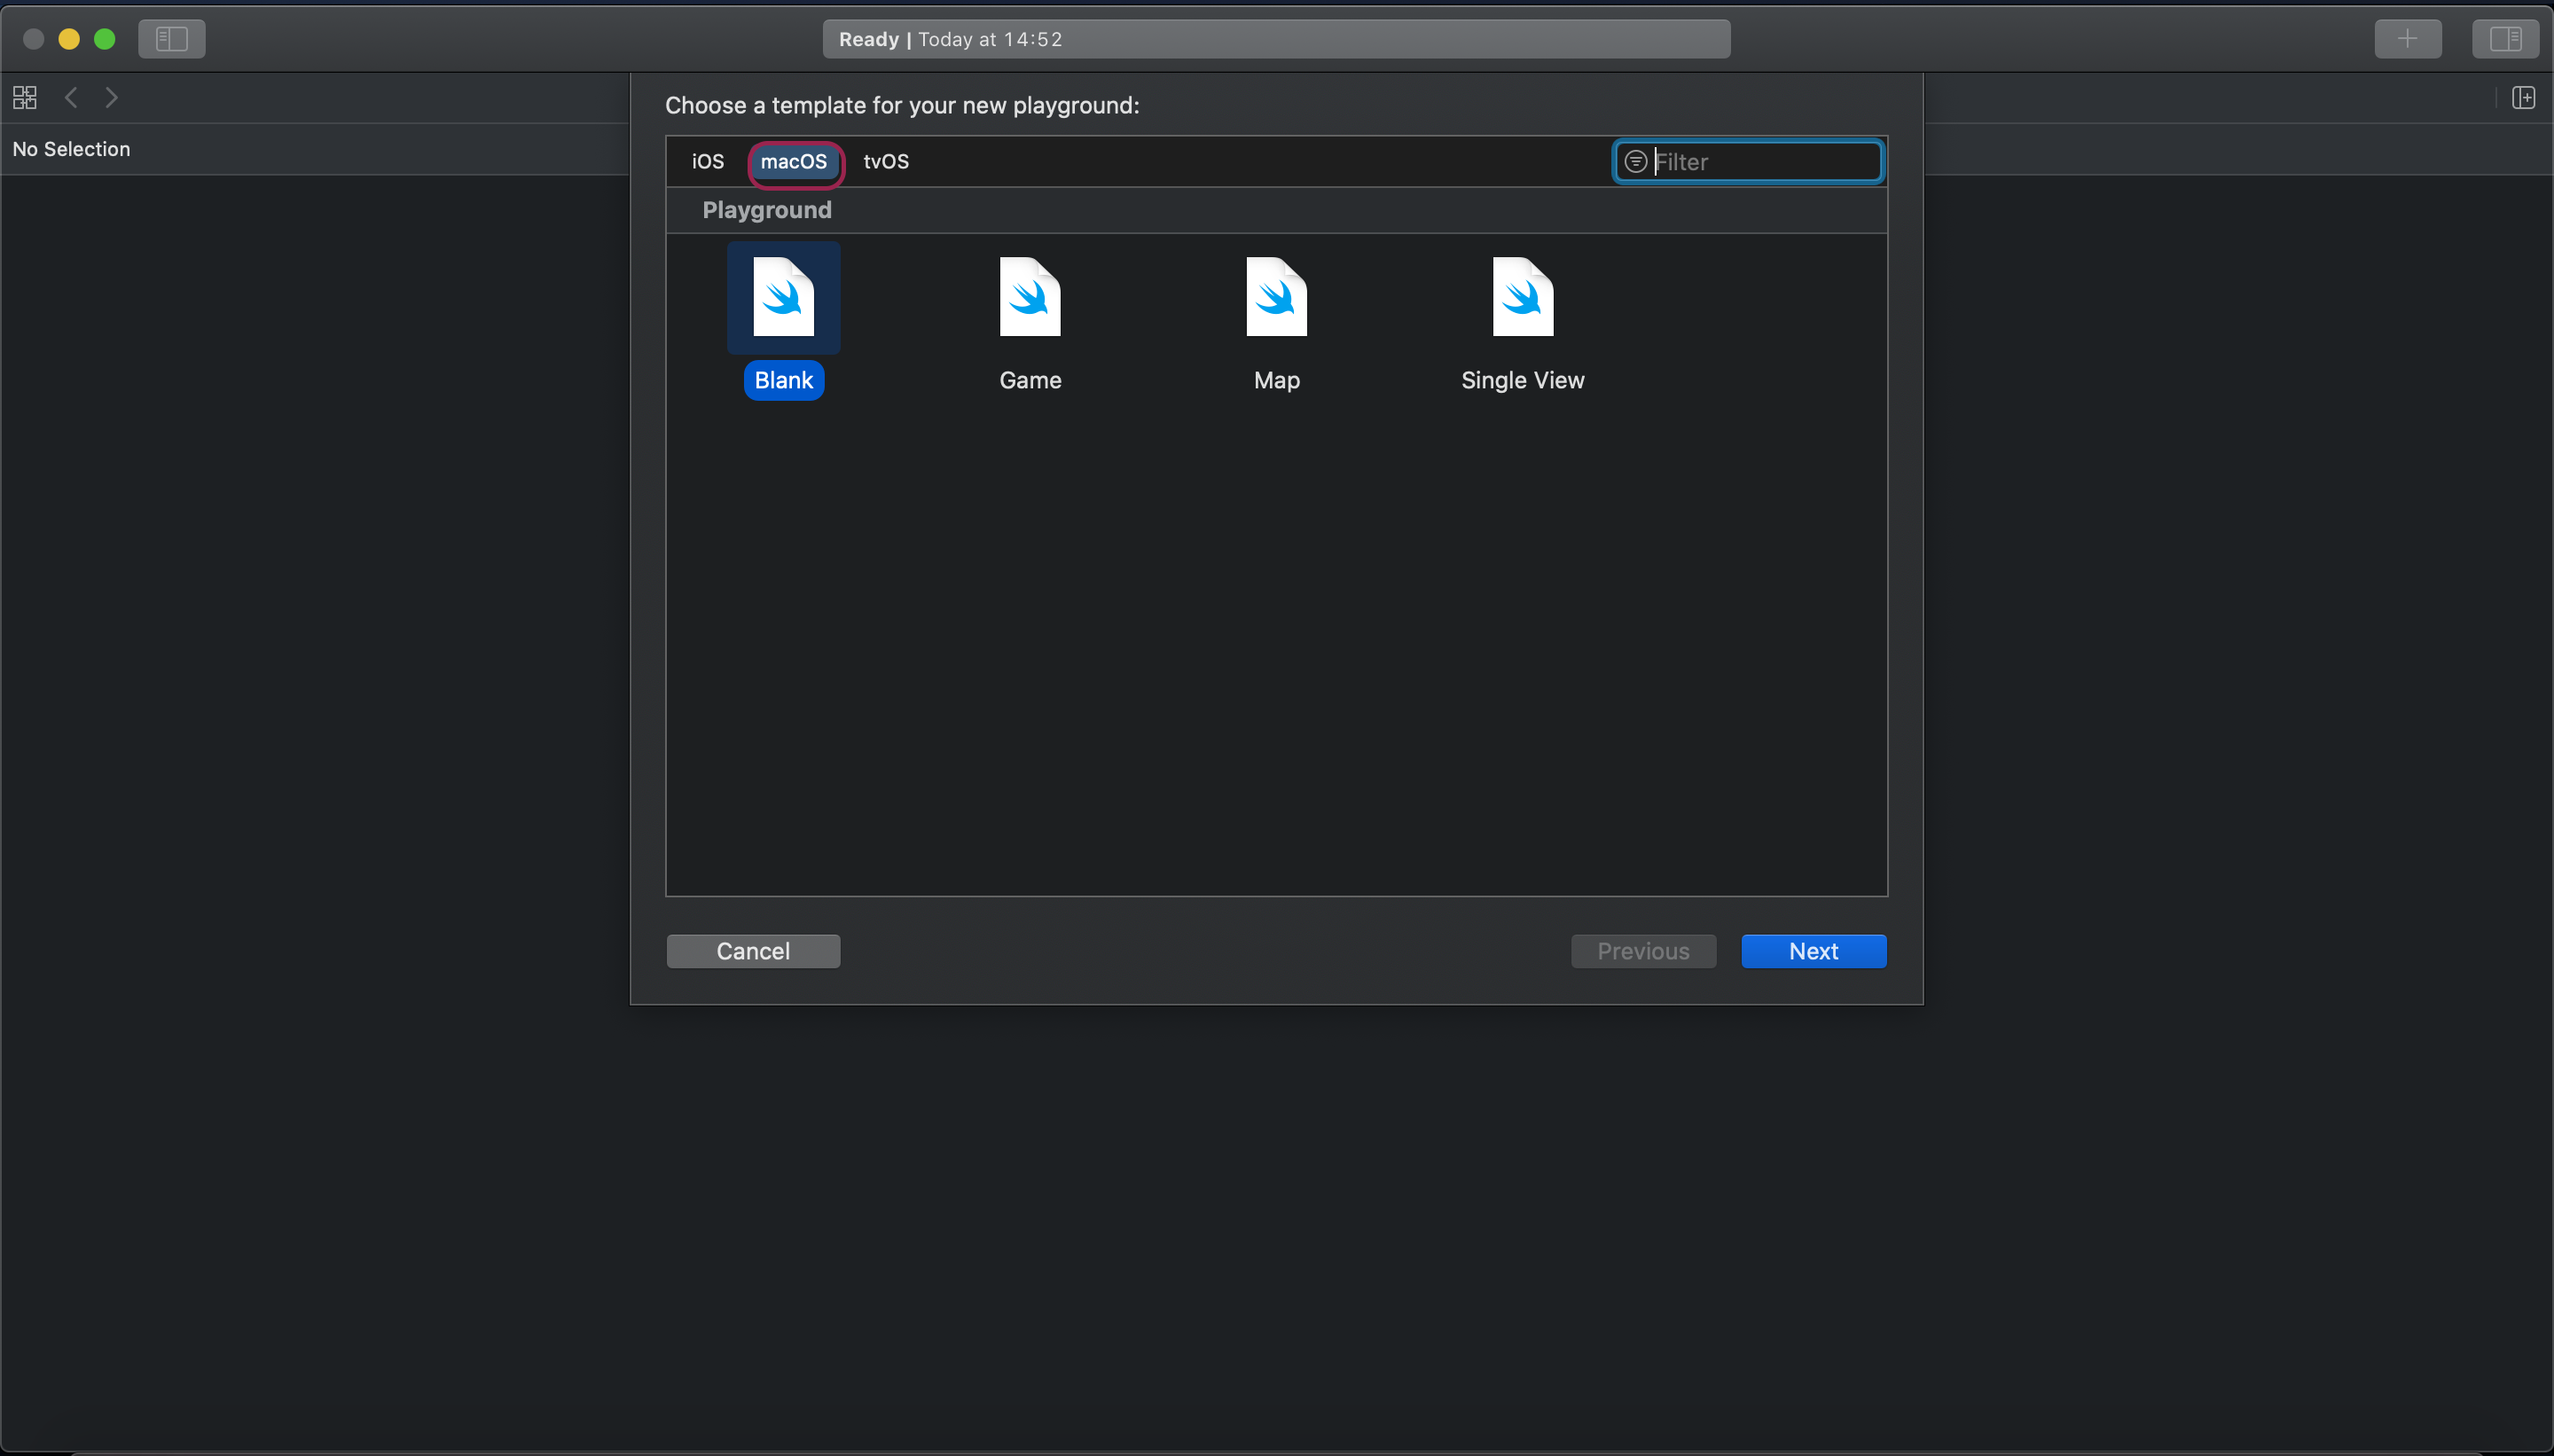 Ready | Today at 14:52
No Selection
Choose a template for your new playground:
iOS macOS tvOS Filter
Playground
Blank Game Map Single View
Cancel Previous Next